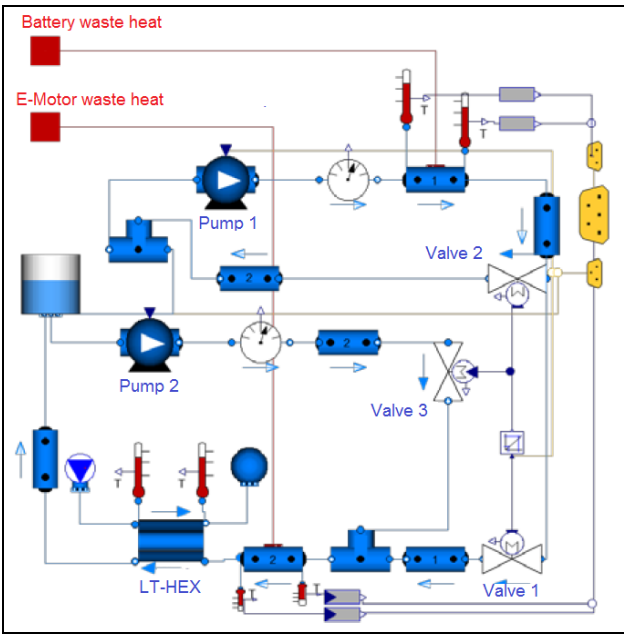 Battery waste heat
E-Motor waste heat
T
T
1
Pump 1
Valve 2
2
2
Pump 2
Valve 3
T
T
2
1
LT-HEX
Valve 1
T
T